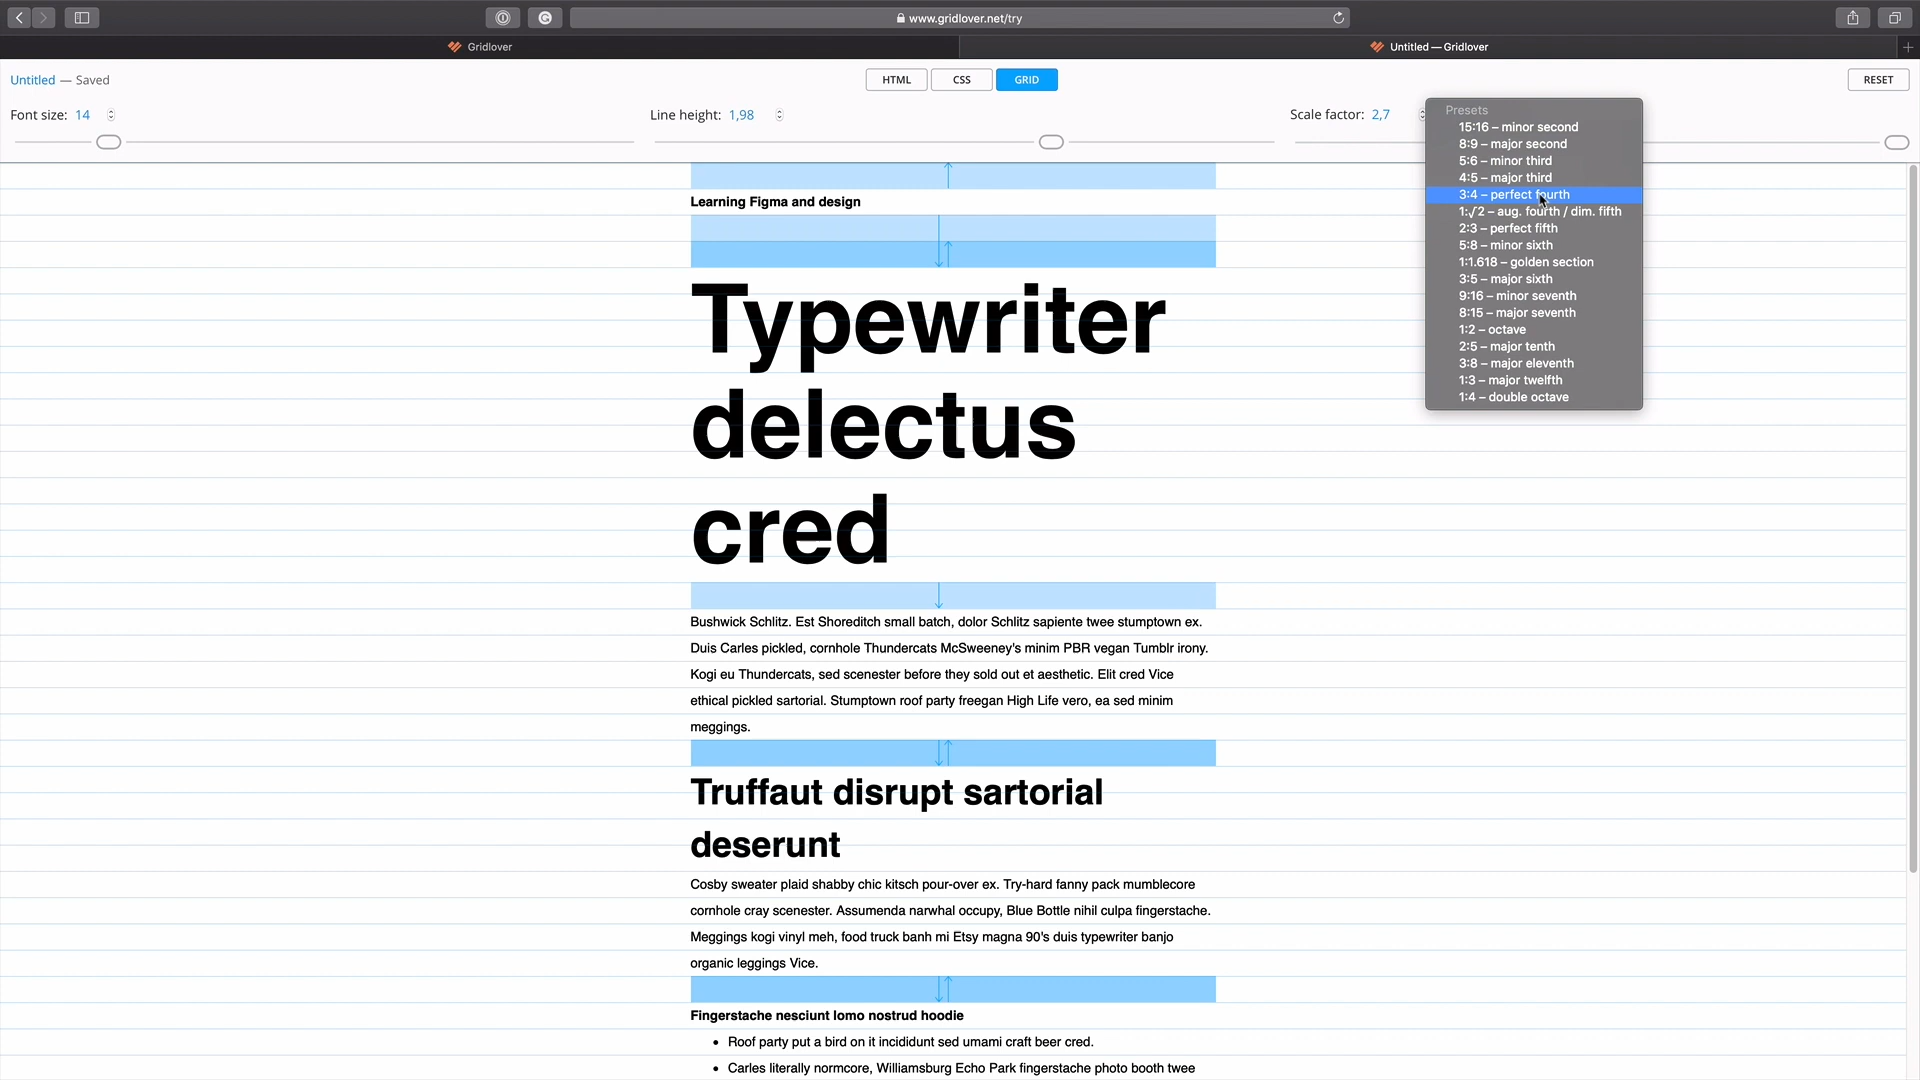 www.gridlover.net/try
Gridlover
Untitled — Gridlover
Untitled — Saved
HTML
CSS
GRID
RESET
Font size: 14
Line height: 1,98
Scale factor: 2,7
Presets
15:16 – minor second
8:9 – major second
5:6 – minor third
4:5 – major third
3:4 – perfect fourth
1:√2 – aug. fourth / dim. fifth
2:3 – perfect fifth
5:8 – minor sixth
1:1.618 – golden section
3:5 – major sixth
9:16 – minor seventh
8:15 – major seventh
1:2 – octave
2:5 – major tenth
3:8 – major eleventh
1:3 – major twelfth
1:4 – double octave
Learning Figma and design
Typewriter
delectus
cred
Bushwick Schlitz. Est Shoreditch small batch, dolor Schlitz sapiente twee stumptown ex.
Duis Carles pickled, cornhole Thundercats McSweeney's minim PBR vegan Tumblr irony.
Kogi eu Thundercats, sed scenester before they sold out et aesthetic. Elit cred Vice
ethical pickled sartorial. Stumptown roof party freegan High Life vero, ea sed minim
meggings.
Truffaut disrupt sartorial
deserunt
Cosby sweater plaid shabby chic kitsch pour-over ex. Try-hard fanny pack mumblecore
cornhole cray scenester. Assumenda narwhal occupy, Blue Bottle nihil culpa fingerstache.
Meggings kogi vinyl meh, food truck banh mi Etsy magna 90's duis typewriter banjo
organic leggings Vice.
Fingerstache nesciunt lomo nostrud hoodie
• Roof party put a bird on it incididunt sed umami craft beer cred.
• Carles literally normcore, Williamsburg Echo Park fingerstache photo booth twee